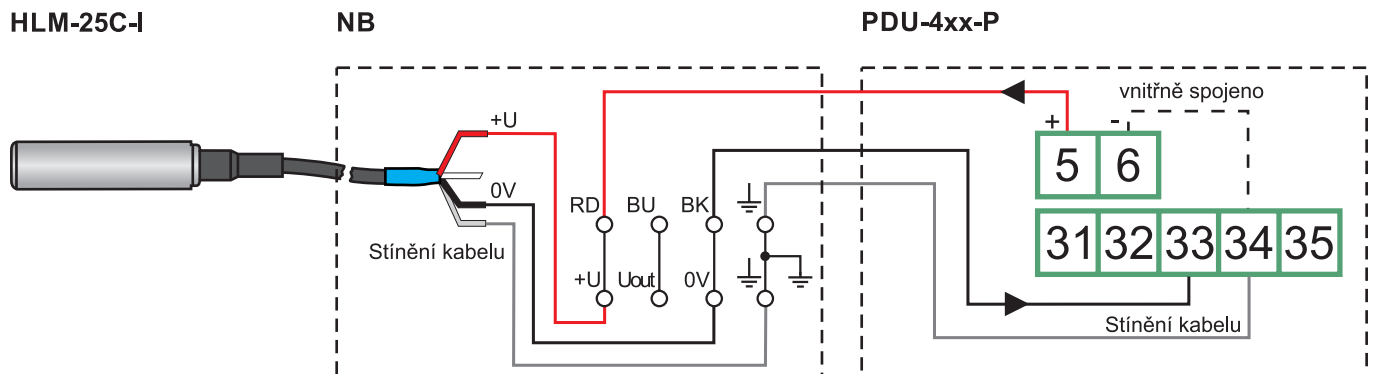 HLM-25C-I
NB
PDU-4xx-P
vnitřně spojeno
+ -
+U
5 6
0V
RD BU BK
31 32 33 34 35
Stínění kabelu
+U Uout 0V
Stínění kabelu